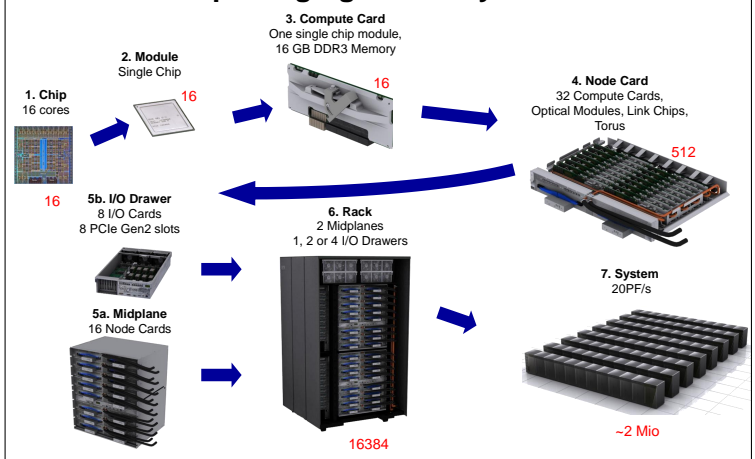 3. Compute Card
One single chip module,
16 GB DDR3 Memory
2. Module
Single Chip
16
16
1. Chip
16 cores
16
4. Node Card
32 Compute Cards,
Optical Modules, Link Chips,
Torus
512
5b. I/O Drawer
8 I/O Cards
8 PCIe Gen2 slots
6. Rack
2 Midplanes
1, 2 or 4 I/O Drawers
7. System
20PF/s
5a. Midplane
16 Node Cards
16384
~2 Mio